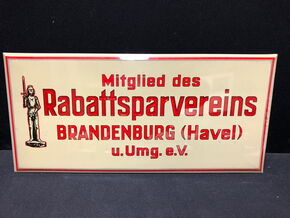 Mitglied des
Rabattsparvereins
BRANDENBURG (Havel)
u. Umg. e.V.